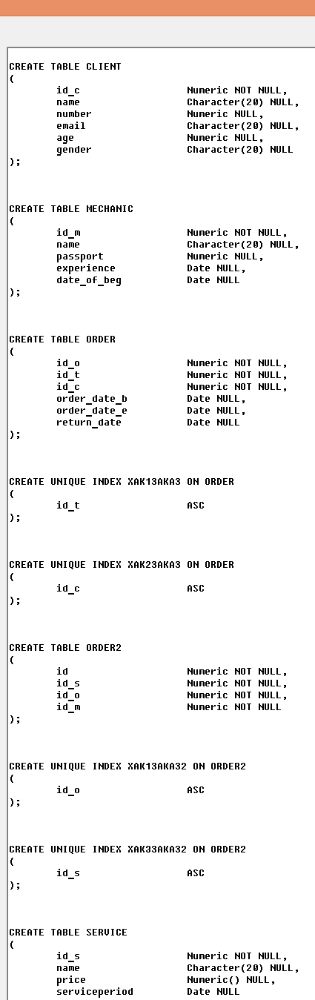 CREATE TABLE CLIENT
(
id_c Numeric NOT NULL,
name Character(20) NULL,
number Numeric NULL,
email Character(20) NULL,
age Numeric NULL,
gender Character(20) NULL
);
CREATE TABLE MECHANIC
(
id_m Numeric NOT NULL,
name Character(20) NULL,
passport Numeric NULL,
experience Date NULL,
date_of_beg Date NULL
);
CREATE TABLE ORDER
(
id_o Numeric NOT NULL,
id_t Numeric NOT NULL,
id_c Numeric NOT NULL,
order_date_b Date NULL,
order_date_e Date NULL,
return_date Date NULL
);
CREATE UNIQUE INDEX XAK13AKA3 ON ORDER
(
id_t ASC
);
CREATE UNIQUE INDEX XAK23AKA3 ON ORDER
(
id_c ASC
);
CREATE TABLE ORDER2
(
id Numeric NOT NULL,
id_s Numeric NOT NULL,
id_o Numeric NOT NULL,
id_m Numeric NOT NULL
);
CREATE UNIQUE INDEX XAK13AKA32 ON ORDER2
(
id_o ASC
);
CREATE UNIQUE INDEX XAK33AKA32 ON ORDER2
(
id_s ASC
);
CREATE TABLE SERVICE
(
id_s Numeric NOT NULL,
name Character(20) NULL,
price Numeric() NULL,
serviceperiod Date NULL